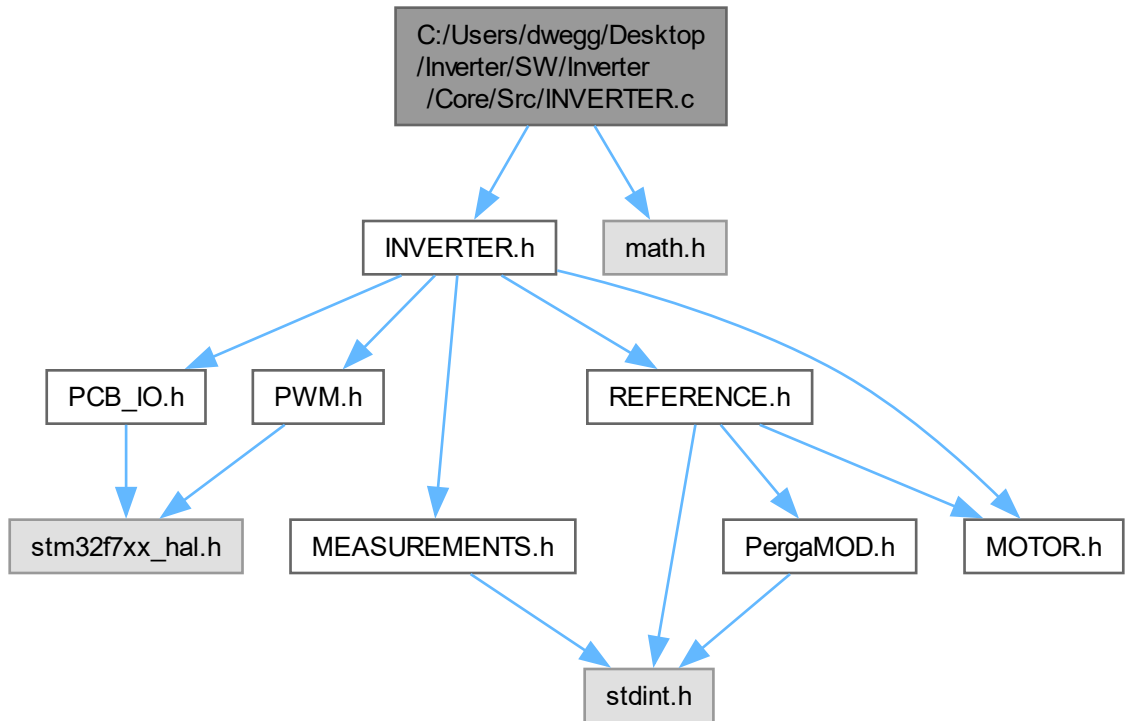 C:/Users/dwegg/Desktop
/Inverter/SW/Inverter
/Core/Src/INVERTER.c
INVERTER.h
math.h
PCB_IO.h
PWM.h
REFERENCE.h
stm32f7xx_hal.h
MEASUREMENTS.h
PergaMOD.h
MOTOR.h
stdint.h